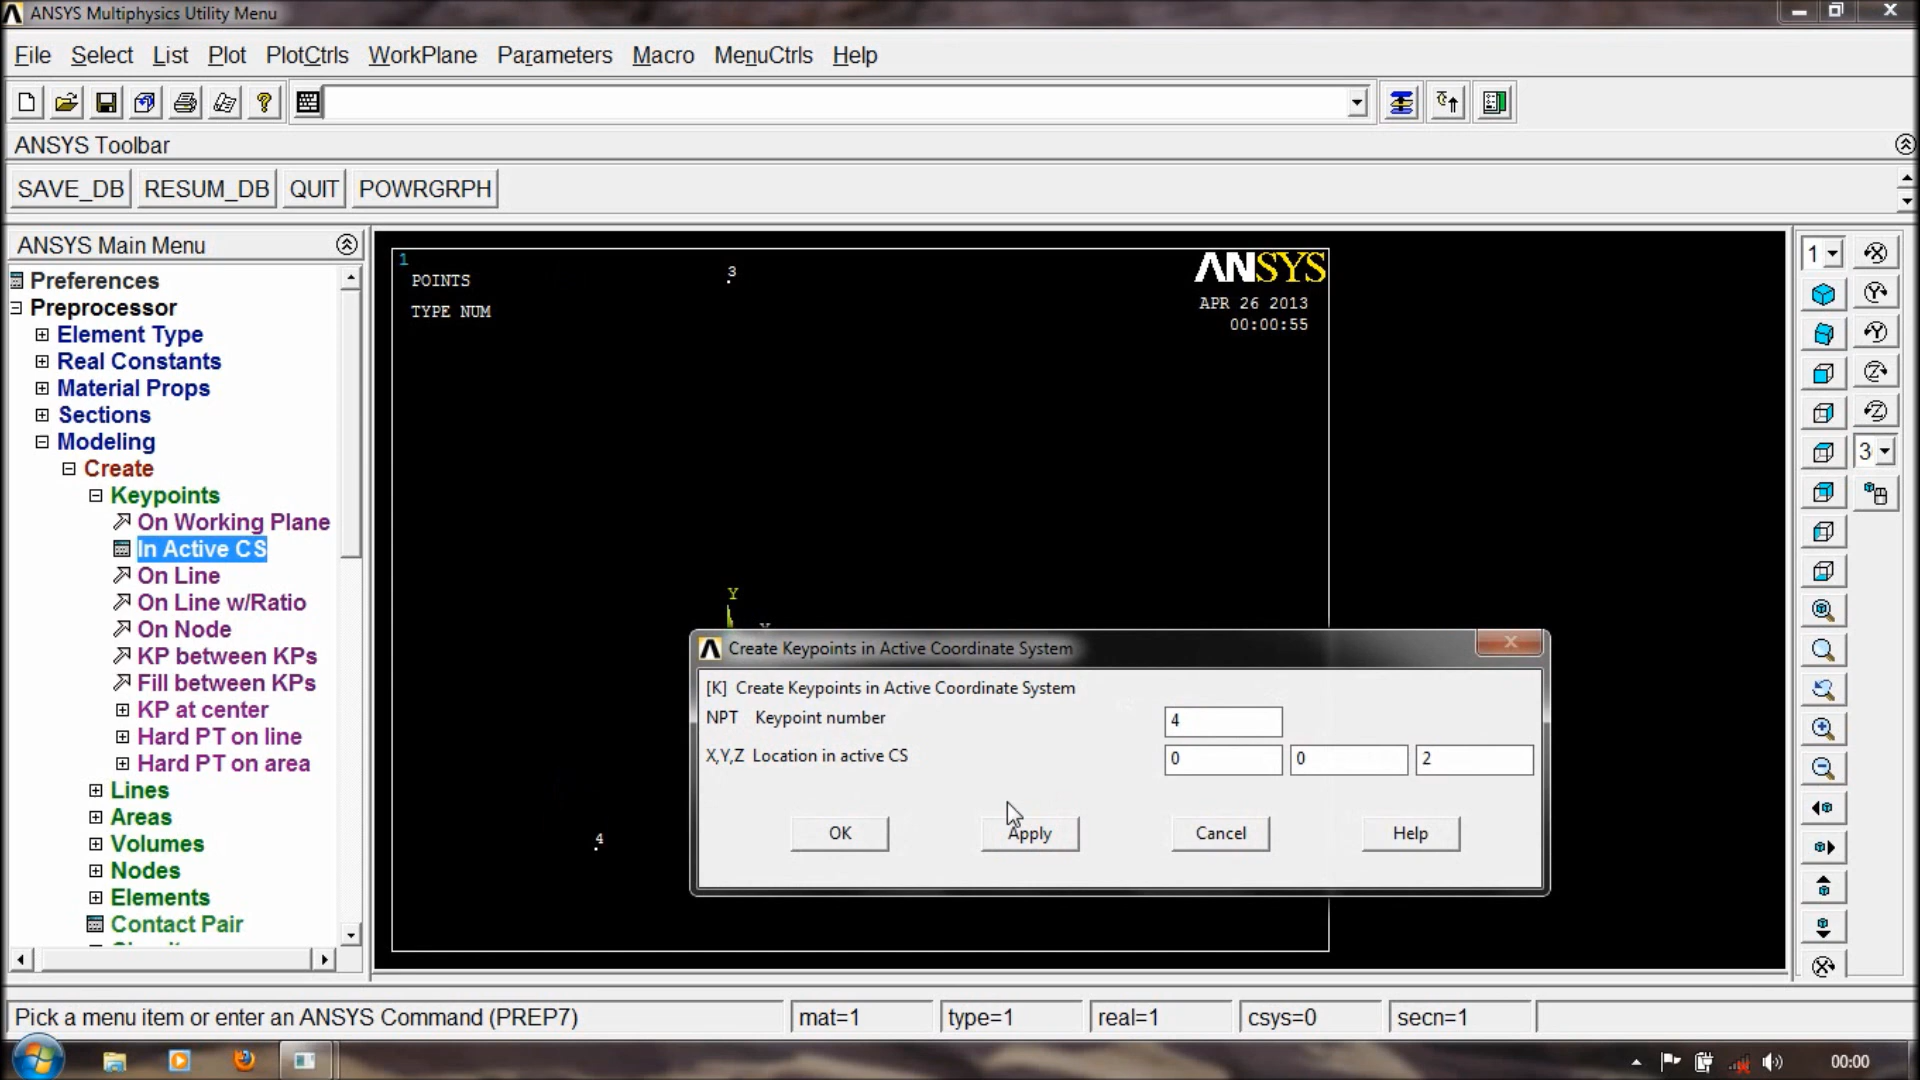 ANSYS Multiphysics Utility Menu
File Select List Plot PlotCtrls WorkPlane Parameters Macro MenuCtrls Help
ANSYS Toolbar
SAVE_DB RESUM_DB QUIT POWRGRPH
ANSYS Main Menu
Preferences
Preprocessor
Element Type
Real Constants
Material Props
Sections
Modeling
Create
Keypoints
On Working Plane
In Active CS
On Line
On Line w/Ratio
On Node
KP between KPs
Fill between KPs
KP at center
Hard PT on line
Hard PT on area
Lines
Areas
Volumes
Nodes
Elements
Contact Pair
1
POINTS
TYPE NUM
3
ANSYS
APR 26 2013
00:00:55
Y
4
Create Keypoints in Active Coordinate System
[K] Create Keypoints in Active Coordinate System
NPT Keypoint number 4
X,Y,Z Location in active CS 0 0 2
OK Apply Cancel Help
1
X
Y
Y
Z
Z
3
X
Pick a menu item or enter an ANSYS Command (PREP7) mat=1 type=1 real=1 csys=0 secn=1
00:00